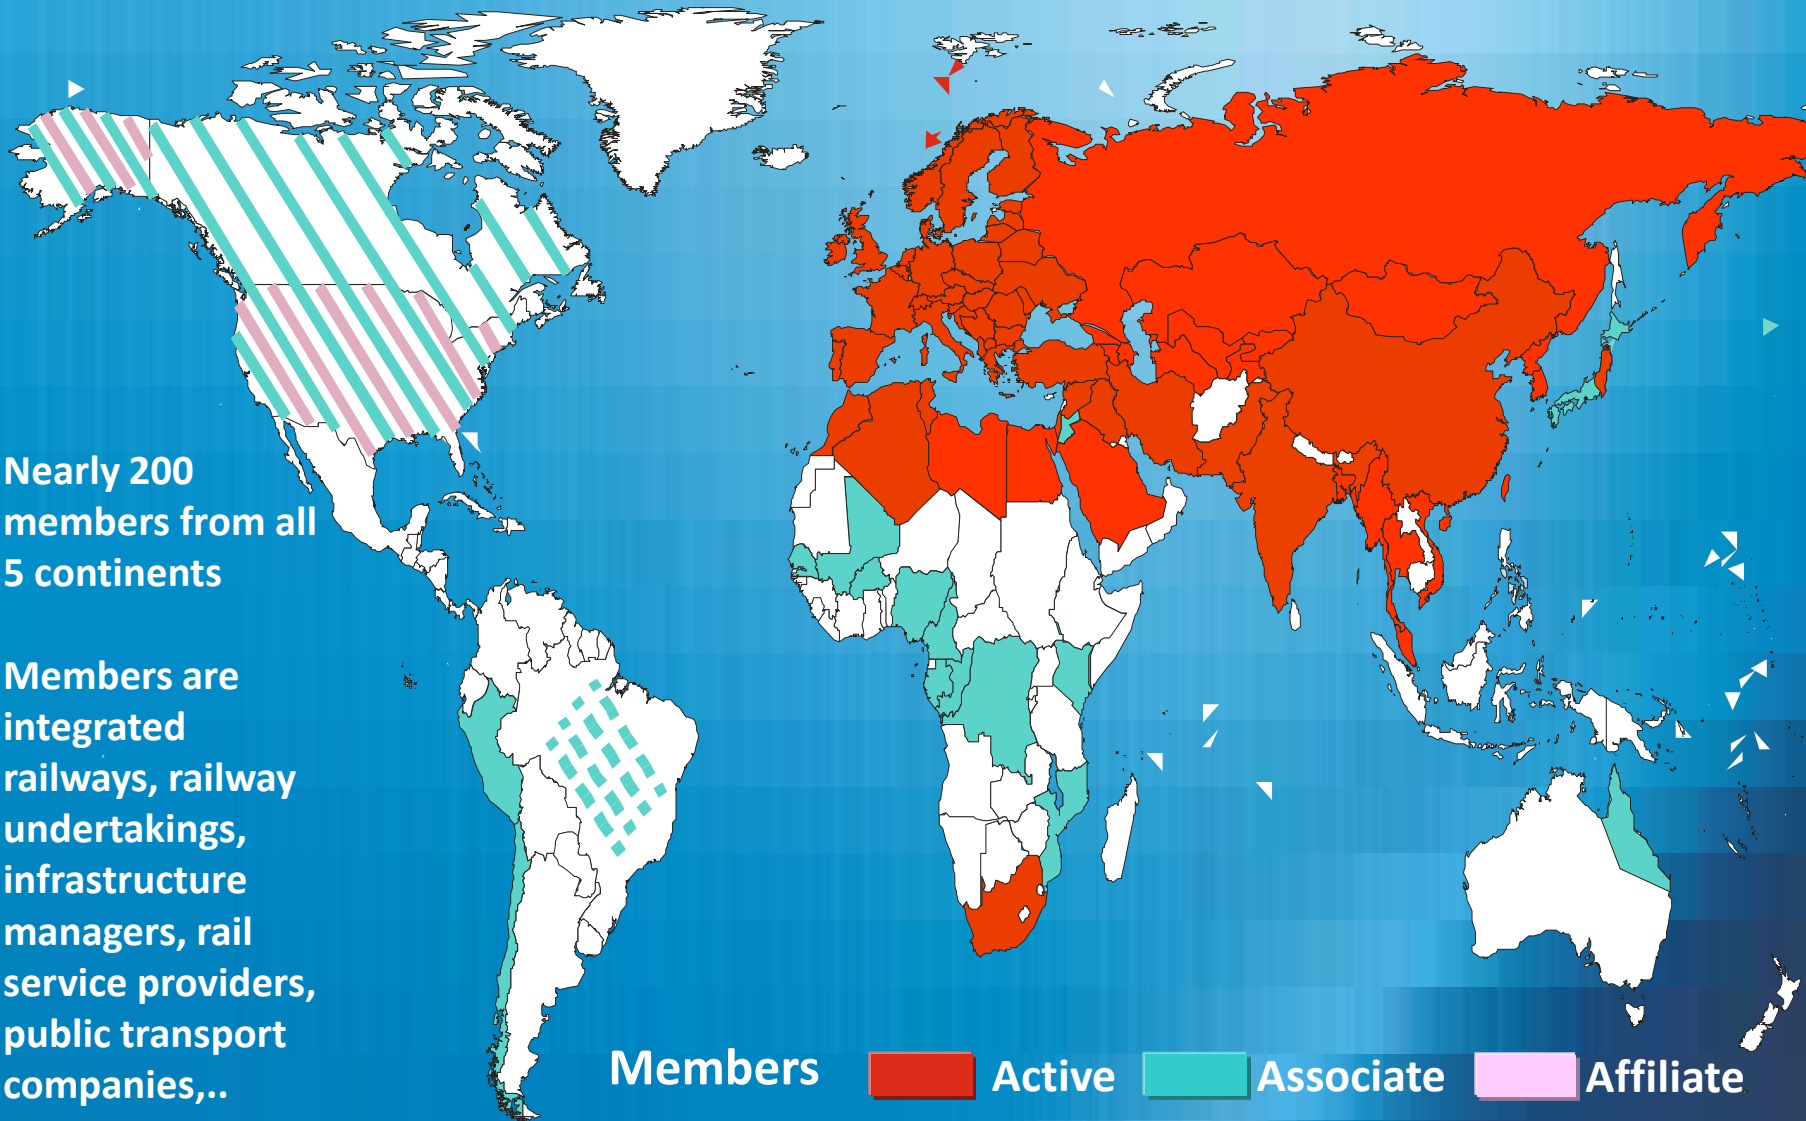 Nearly 200
members from all
5 continents
Members are
integrated
railways, railway
undertakings,
infrastructure
managers, rail
service providers,
public transport
companies,..
Members Active Associate Affiliate